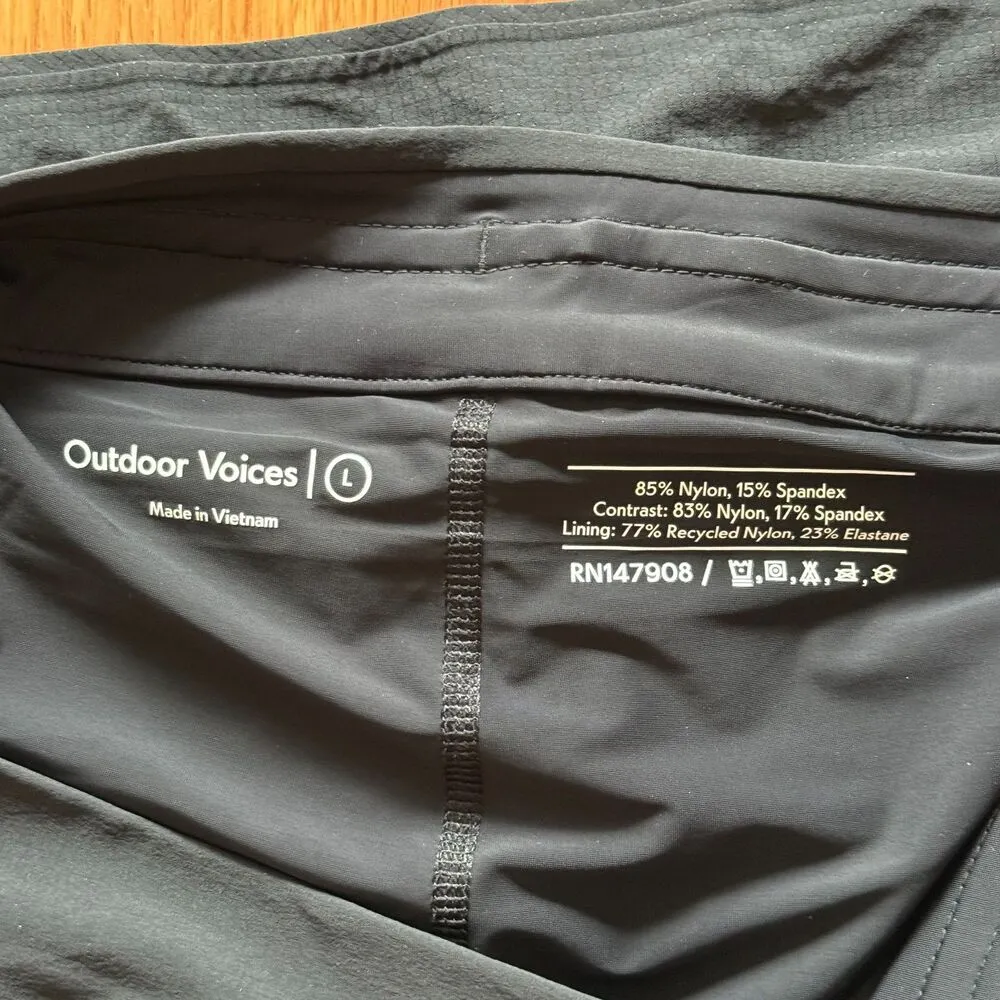 Outdoor Voices | L
Made in Vietnam
85% Nylon, 15% Spandex
Contrast: 83% Nylon, 17% Spandex
Lining: 77% Recycled Nylon, 23% Elastane
RN147908 /